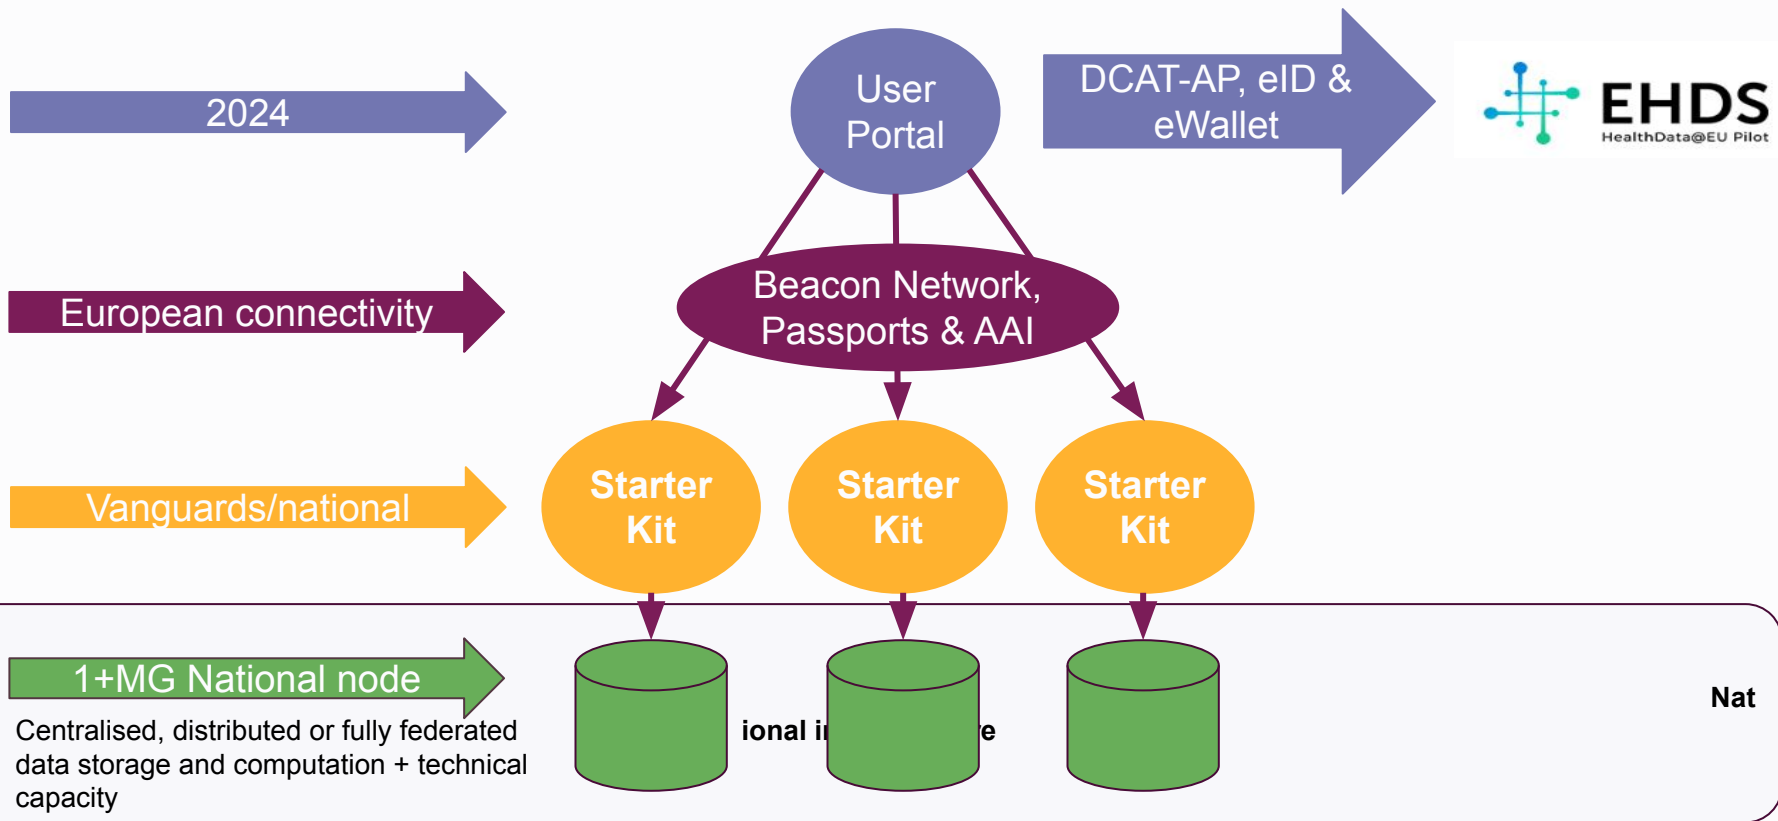 2024
User
Portal
DCAT-AP, eID &
eWallet
EHDS
HealthData@EU Pilot
European connectivity
Beacon Network,
Passports & AAI
Vanguards/national
Starter
Kit
Starter
Kit
Starter
Kit
1+MG National node
Centralised, distributed or fully federated
data storage and computation + technical
capacity
Nat
ional in
e